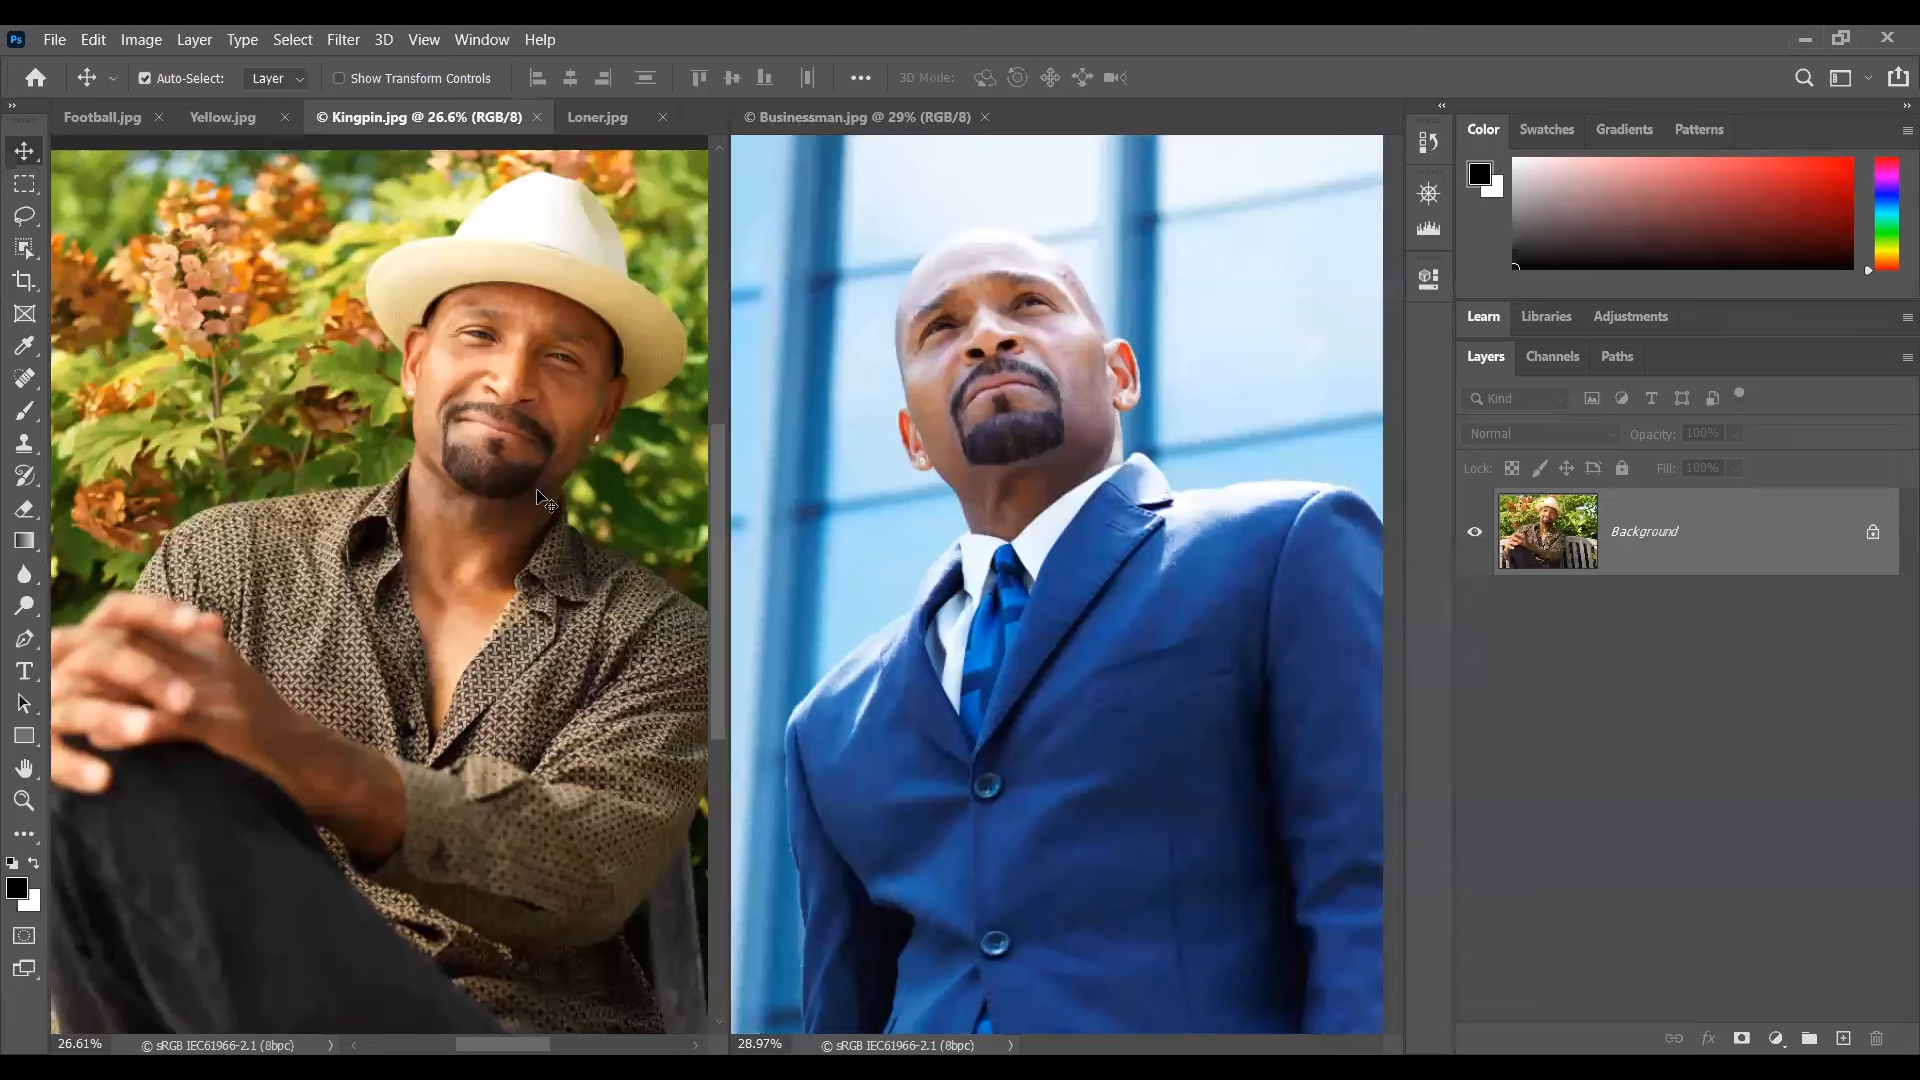 Ps File Edit Image Layer Type Select Filter 3D View Window Help
Auto-Select: Layer Show Transform Controls 3D Mode:
Football.jpg Yellow.jpg © Kingpin.jpg @ 26.6% (RGB/8) Loner.jpg © Businessman.jpg @ 29% (RGB/8)
Color Swatches Gradients Patterns
Learn Libraries Adjustments
Layers Channels Paths
Kind
Normal Opacity: 100%
Lock: Fill: 100%
Background
26.61% © sRGB IEC61966-2.1 (8bpc) 28.97% © sRGB IEC61966-2.1 (8bpc)